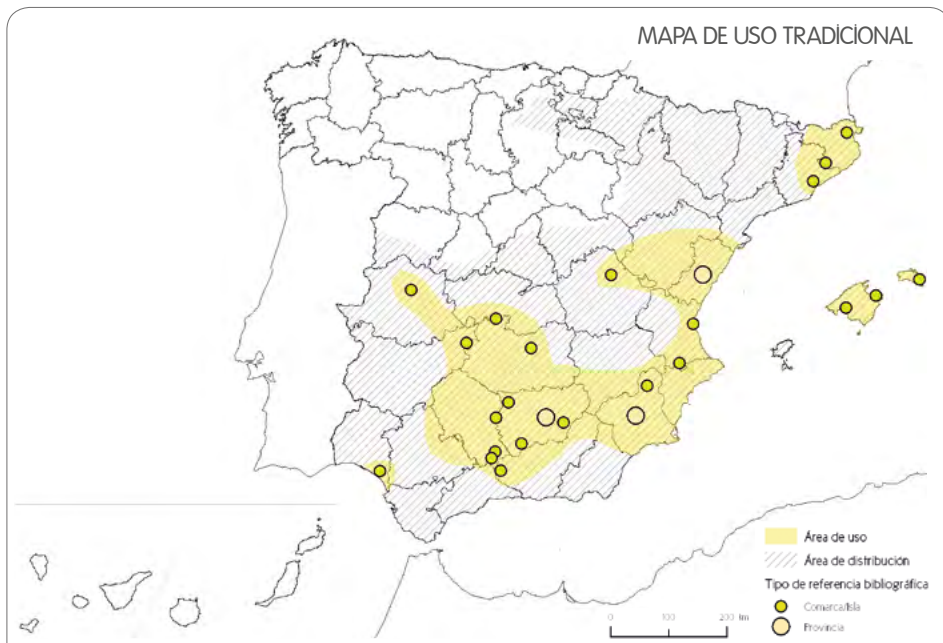 MAPA DE USO TRADICIONAL
Área de uso
Área de distribución
Tipo de referencia bibliográfica
Comarca/Isla
Provincia
0 100 200 km